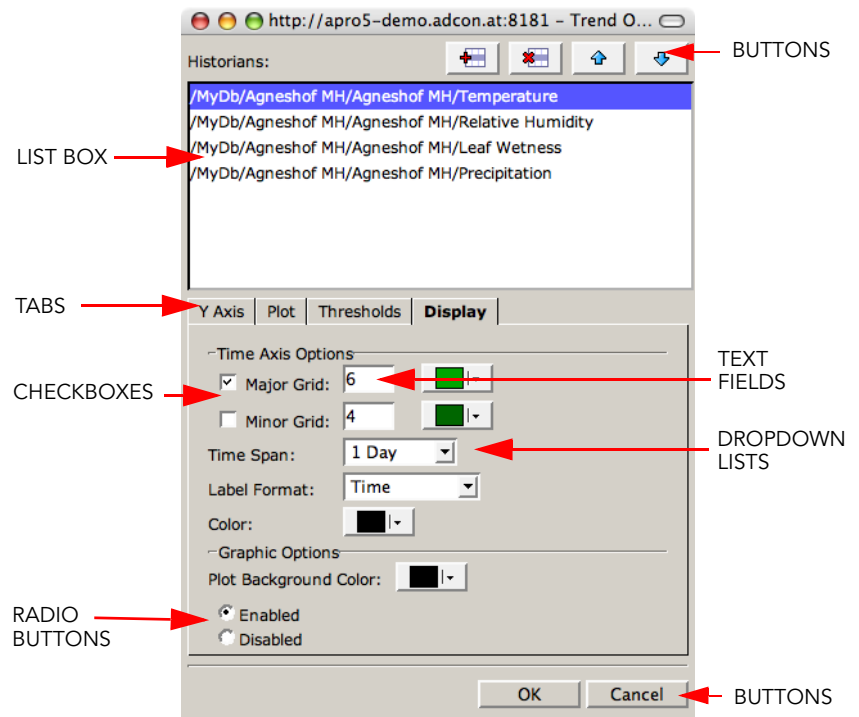 http://apro5-demo.adcon.at:8181 – Trend O...
Historians:
BUTTONS
/MyDb/Agneshof MH/Agneshof MH/Temperature
/MyDb/Agneshof MH/Agneshof MH/Relative Humidity
/MyDb/Agneshof MH/Agneshof MH/Leaf Wetness
/MyDb/Agneshof MH/Agneshof MH/Precipitation
LIST BOX
TABS
Y Axis Plot Thresholds Display
Time Axis Options
CHECKBOXES
Major Grid: 6
TEXT
FIELDS
Minor Grid: 4
Time Span: 1 Day
DROPDOWN
LISTS
Label Format: Time
Color:
Graphic Options
Plot Background Color:
RADIO
BUTTONS
Enabled
Disabled
OK Cancel
BUTTONS